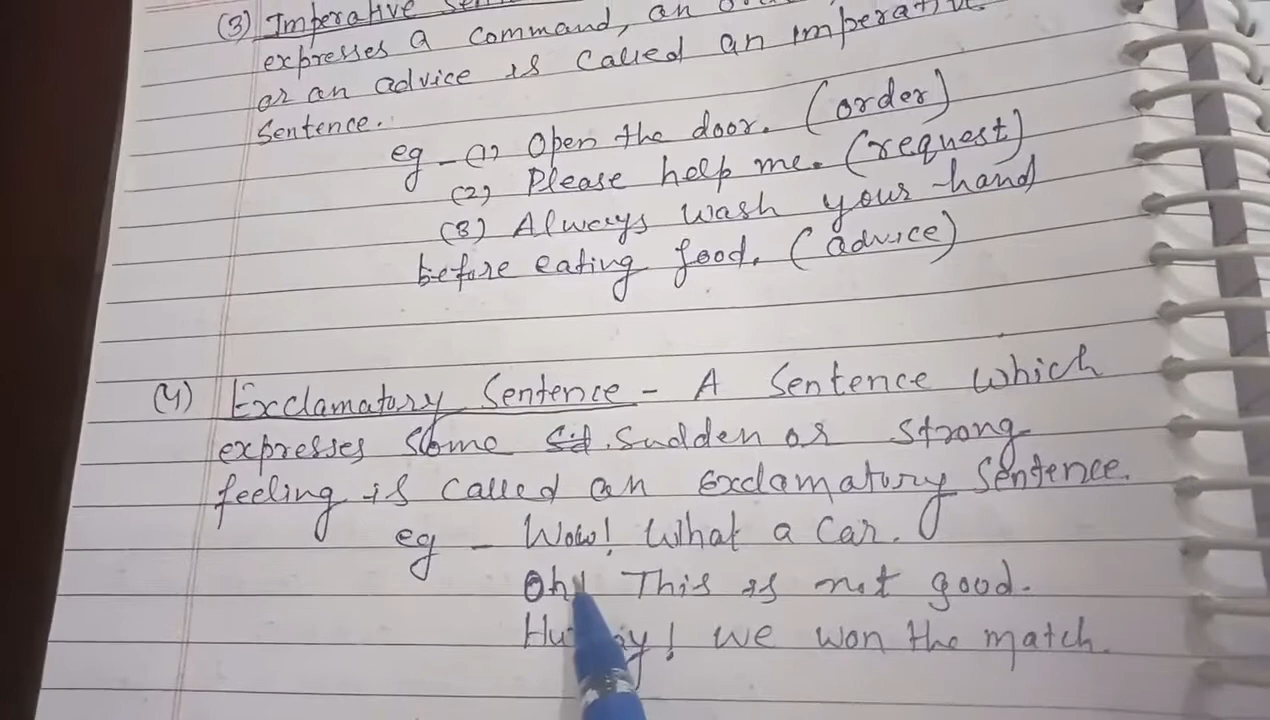 (3) Imperative
expresses a command, an
or an advice is called an imperative
Sentence.
eg - (1) Open the door. (order)
(2) Please help me. (request)
(3) Always wash your hand
before eating food. (advice)
(4) Exclamatory Sentence - A Sentence which
expresses some sudden or strong
feeling is called an Exclamatory Sentence.
eg - Wow! What a car.
Oh! This is not good.
we won the match.